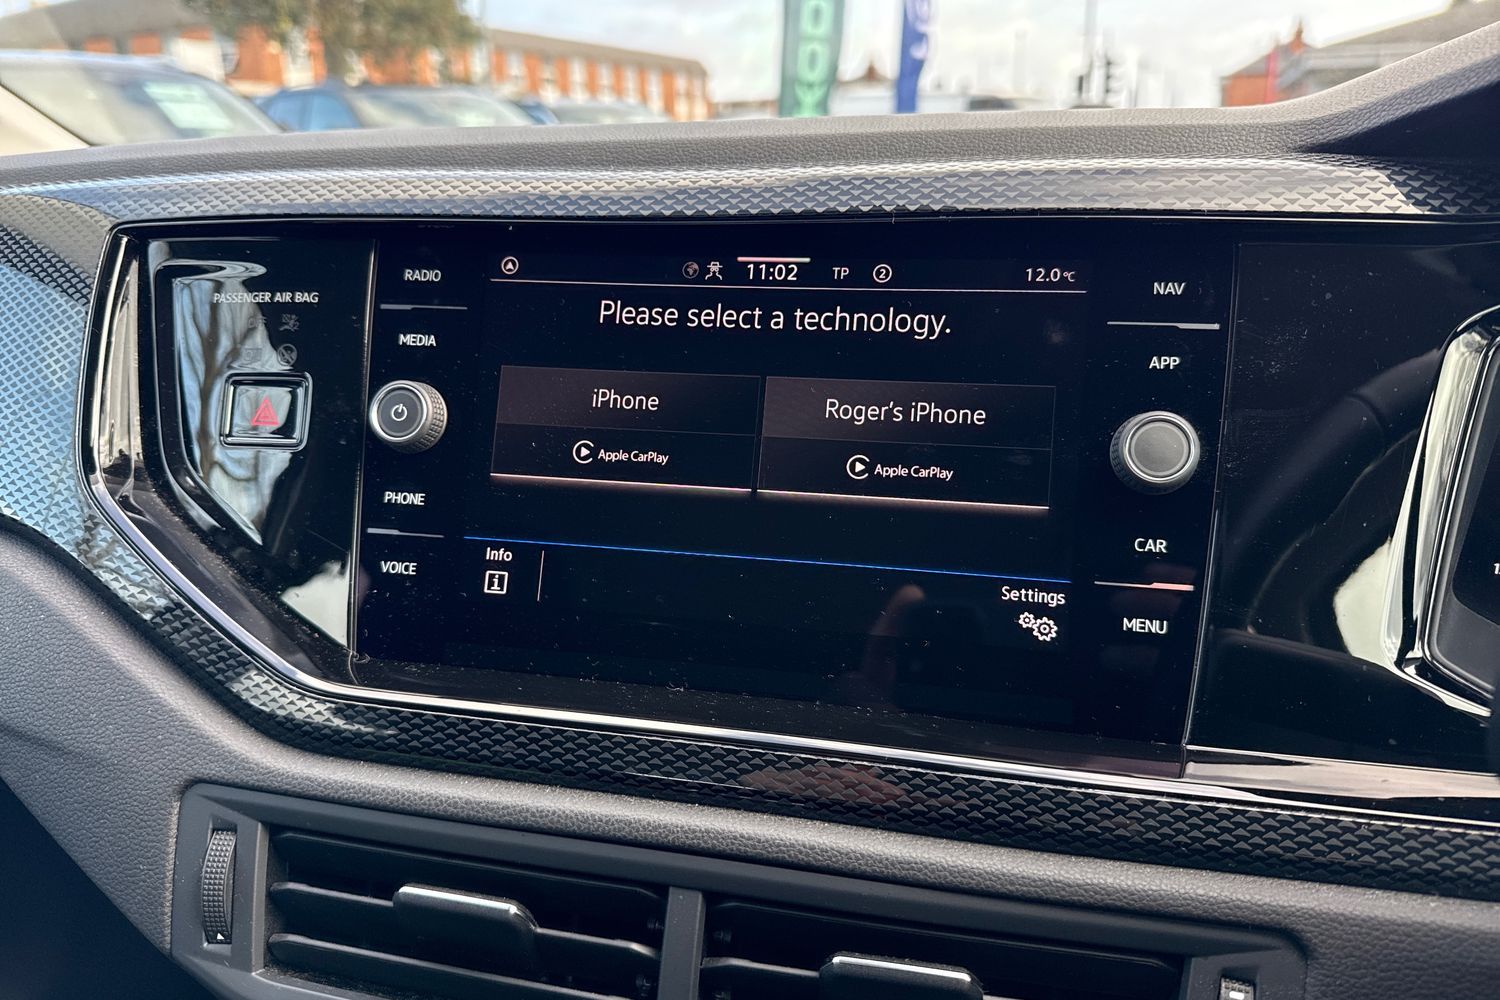 PASSENGER AIR BAG
RADIO
MEDIA
PHONE
VOICE
11:02
TP
2
12.0°C
Please select a technology.
iPhone
Apple CarPlay
Roger's iPhone
Apple CarPlay
Info
i
Settings
NAV
APP
CAR
MENU